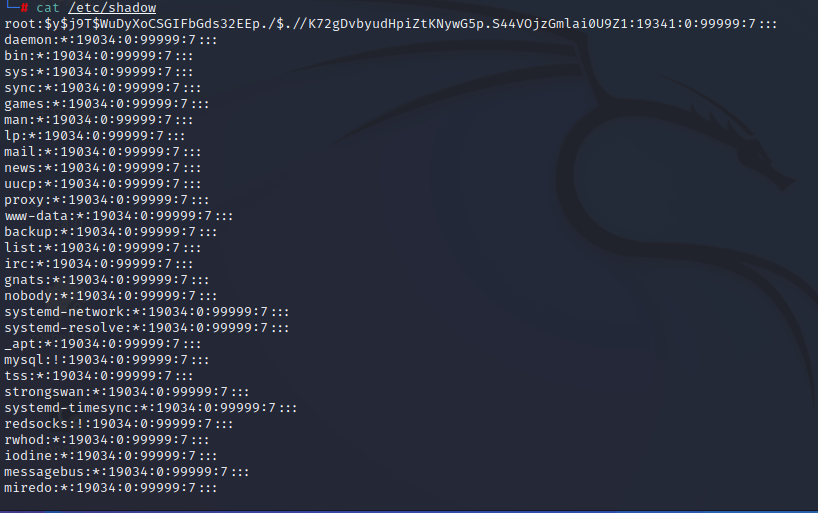 └─# cat /etc/shadow
root:$y$j9T$WuDyXoCSGIFbGds32EEp./$.//K72gDvbyudHpiZtKNywG5p.S44VOjzGmlai0U9Z1:19341:0:99999:7:::
daemon:*:19034:0:99999:7:::
bin:*:19034:0:99999:7:::
sys:*:19034:0:99999:7:::
sync:*:19034:0:99999:7:::
games:*:19034:0:99999:7:::
man:*:19034:0:99999:7:::
lp:*:19034:0:99999:7:::
mail:*:19034:0:99999:7:::
news:*:19034:0:99999:7:::
uucp:*:19034:0:99999:7:::
proxy:*:19034:0:99999:7:::
www-data:*:19034:0:99999:7:::
backup:*:19034:0:99999:7:::
list:*:19034:0:99999:7:::
irc:*:19034:0:99999:7:::
gnats:*:19034:0:99999:7:::
nobody:*:19034:0:99999:7:::
systemd-network:*:19034:0:99999:7:::
systemd-resolve:*:19034:0:99999:7:::
_apt:*:19034:0:99999:7:::
mysql:!:19034:0:99999:7:::
tss:*:19034:0:99999:7:::
strongswan:*:19034:0:99999:7:::
systemd-timesync:*:19034:0:99999:7:::
redsocks:!:19034:0:99999:7:::
rwhod:*:19034:0:99999:7:::
iodine:*:19034:0:99999:7:::
messagebus:*:19034:0:99999:7:::
miredo:*:19034:0:99999:7:::